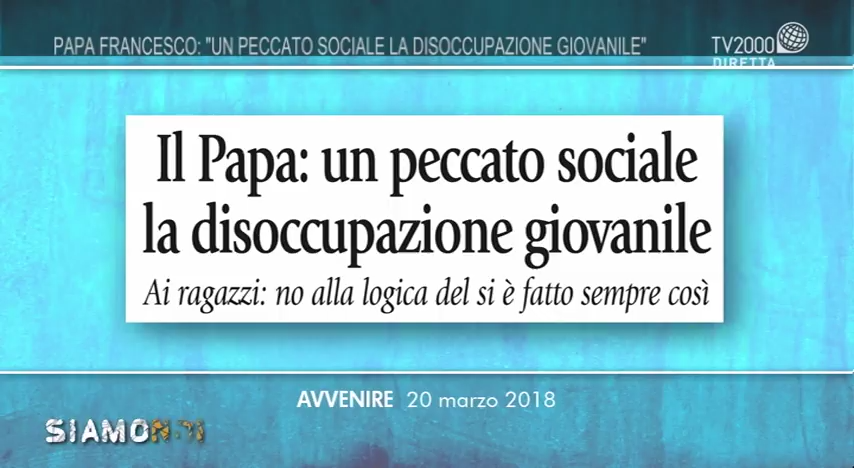 PAPA FRANCESCO: "UN PECCATO SOCIALE LA DISOCCUPAZIONE GIOVANILE"
TV2000
DIRETTA
Il Papa: un peccato sociale
la disoccupazione giovanile
Ai ragazzi: no alla logica del si è fatto sempre così
AVVENIRE 20 marzo 2018
SIAMO